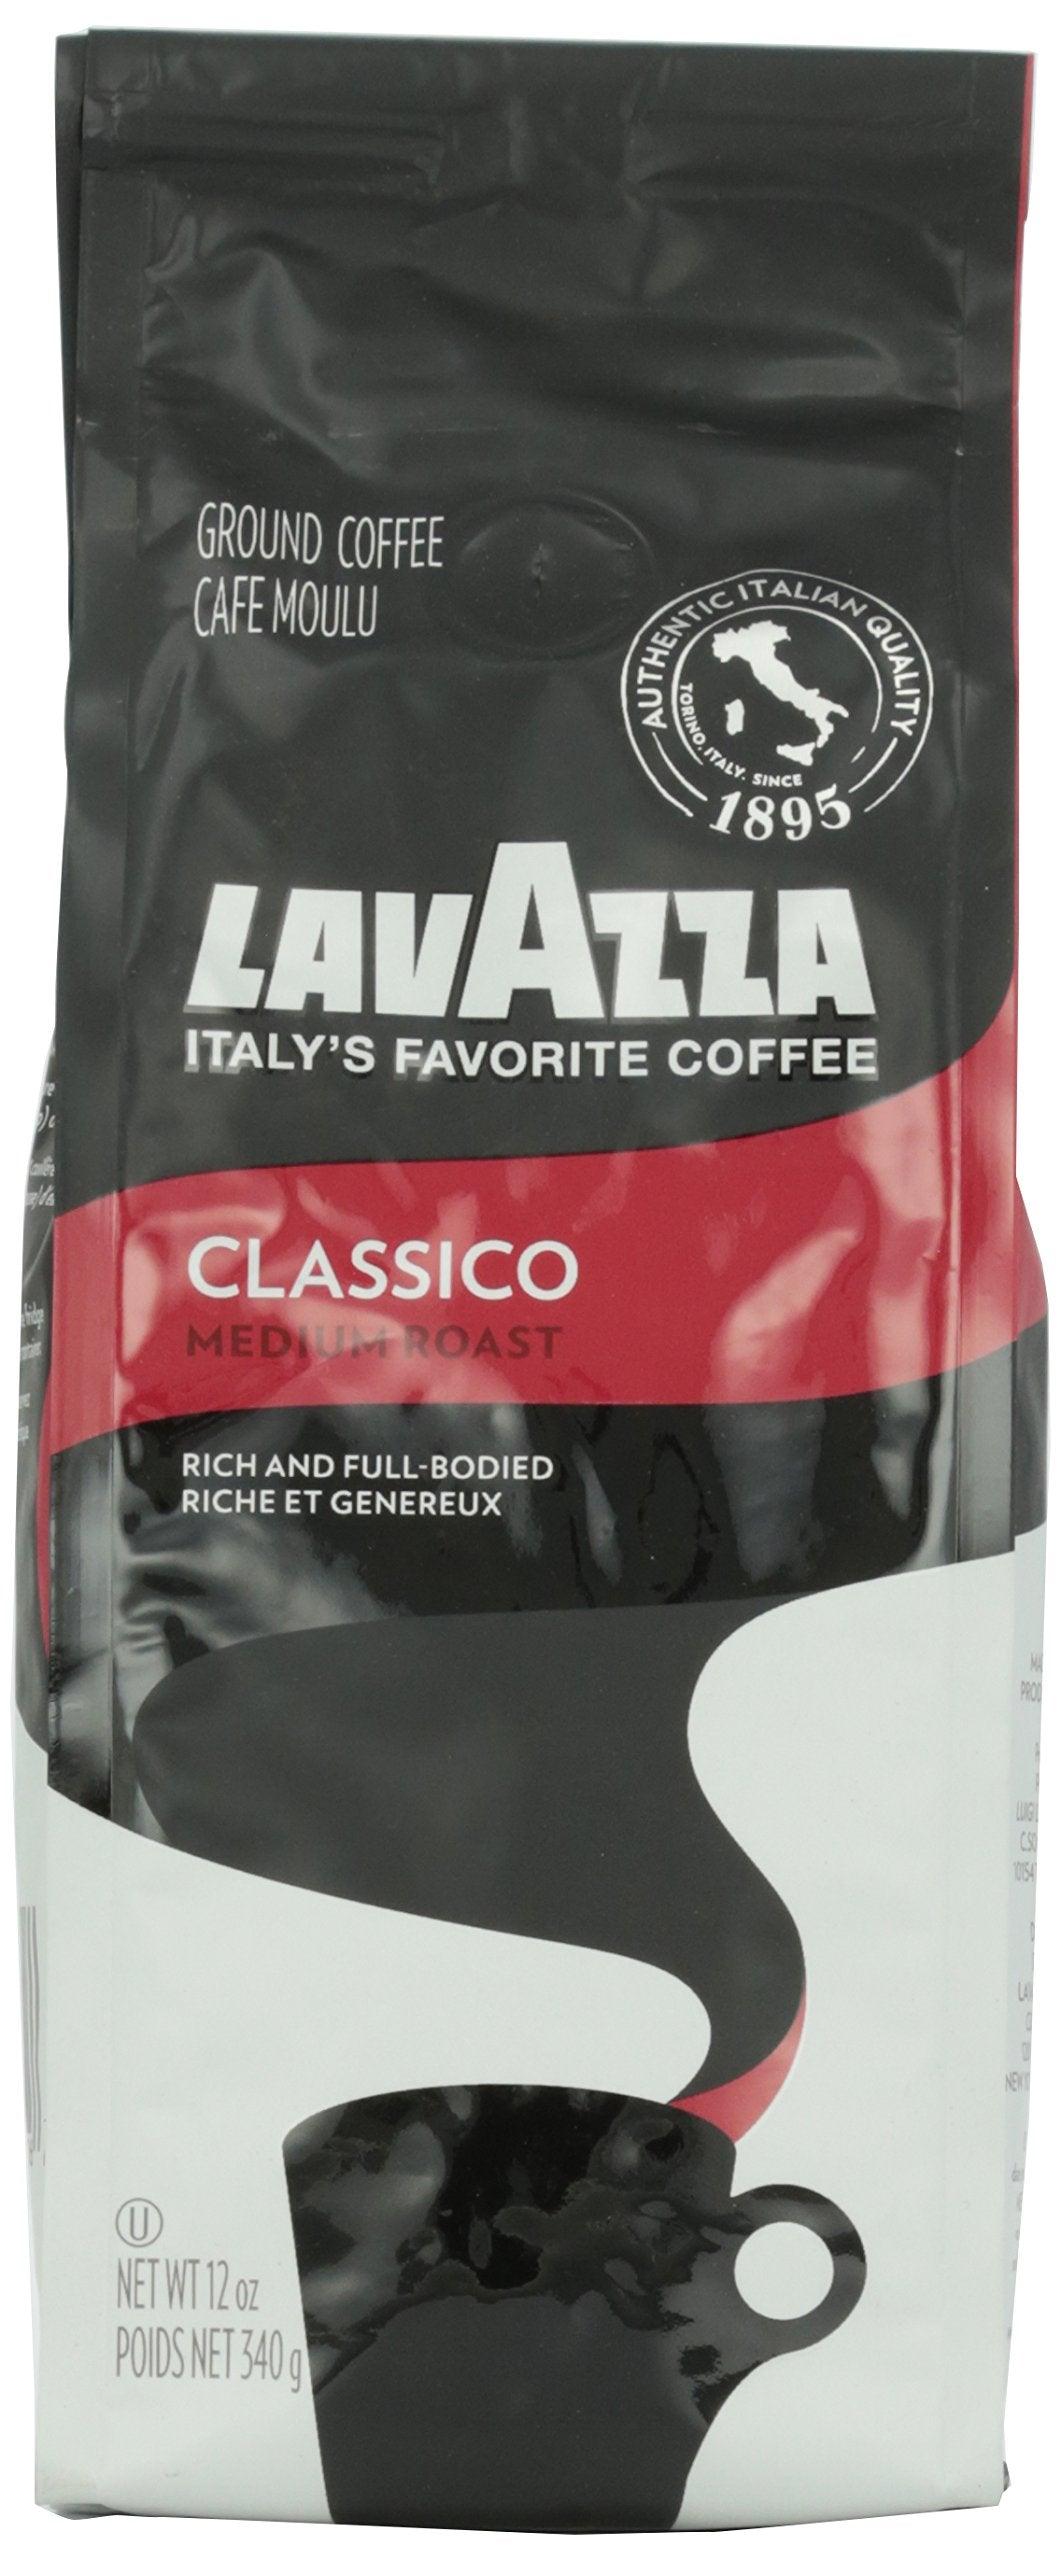 GROUND COFFEE
CAFE MOULU
AUTHENTIC ITALIAN QUALITY
TORINO, ITALY. SINCE
1895
LAVAZZA
ITALY'S FAVORITE COFFEE
CLASSICO
MEDIUM ROAST
RICH AND FULL-BODIED
RICHE ET GENEREUX
U
NET WT 12 oz
POIDS NET 340 g